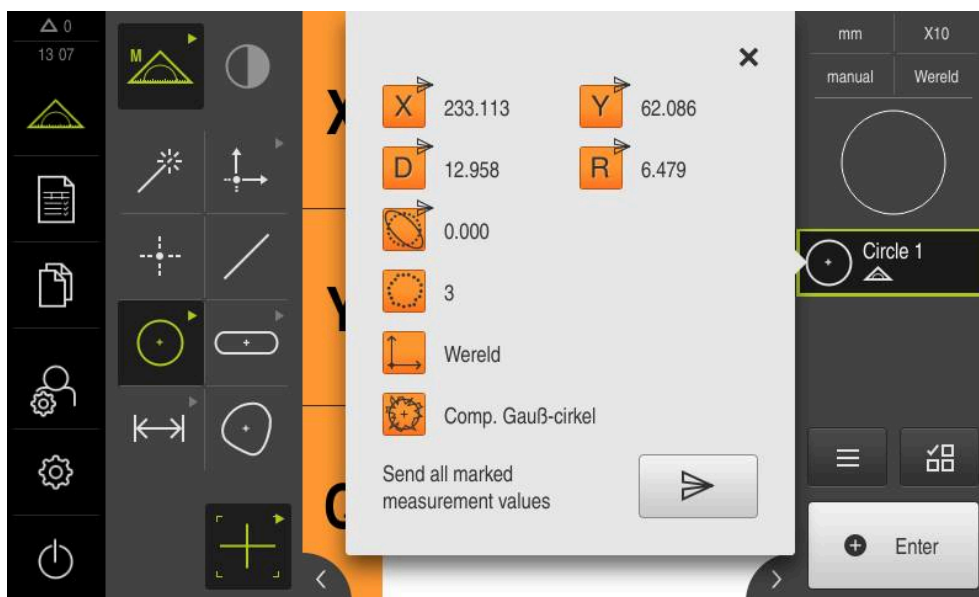 0
13 07
M
X
Y
X 233.113
Y 62.086
D 12.958
R 6.479
0.000
3
Wereld
Comp. Gauß-cirkel
Send all marked
measurement values
mm
X10
manual
Wereld
Circle 1
Enter